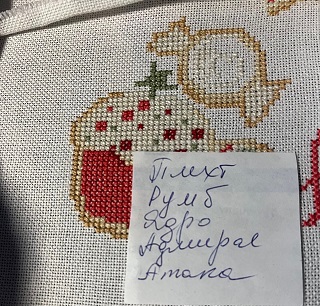 Плехт
Румб
Ядро
Адмирал
Атака